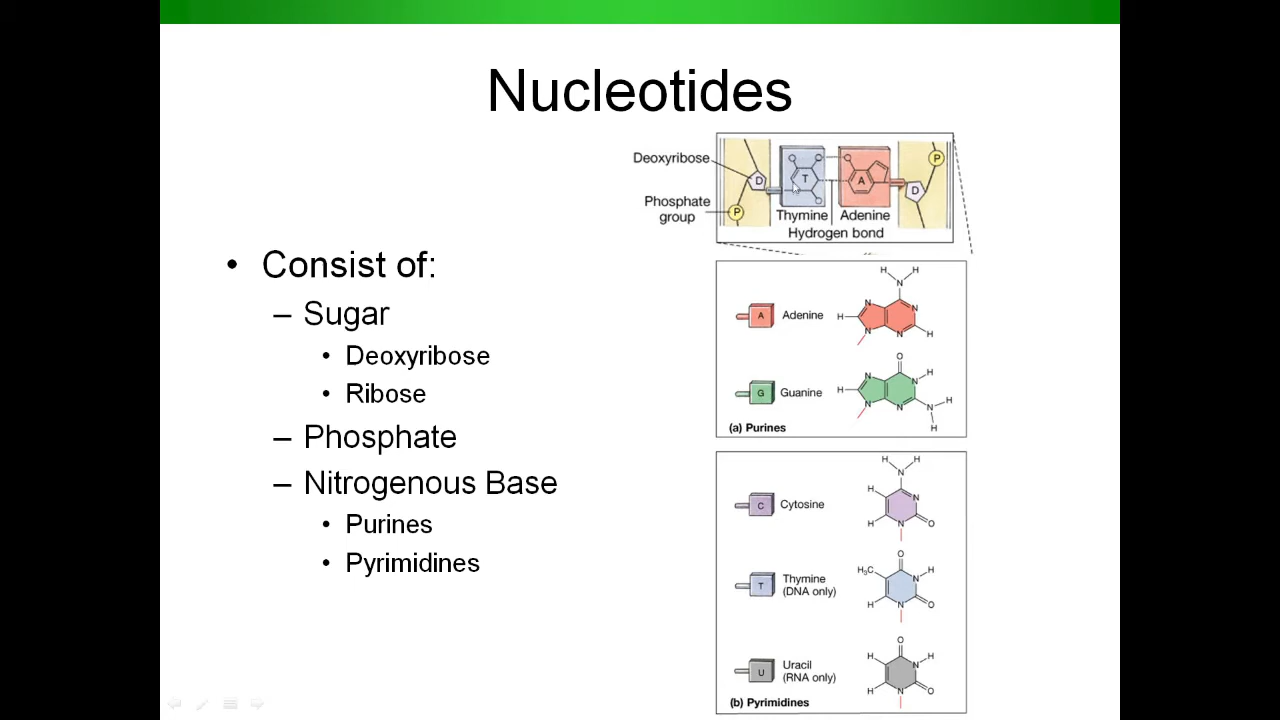 Nucleotides
Deoxyribose
Phosphate
group
D
P
T
A
P
D
Thymine Adenine
Hydrogen bond
• Consist of:
– Sugar
• Deoxyribose
• Ribose
– Phosphate
– Nitrogenous Base
• Purines
• Pyrimidines
A Adenine
H H
N
N
N
H
N
N
H
G Guanine
O
N
N
H
H
N
N
N
H
H
(a) Purines
C Cytosine
H H
N
H
N
H
N
O
T Thymine
(DNA only)
O
H₃C
N
H
H
N
O
U Uracil
(RNA only)
O
H
N
H
H
N
O
(b) Pyrimidines